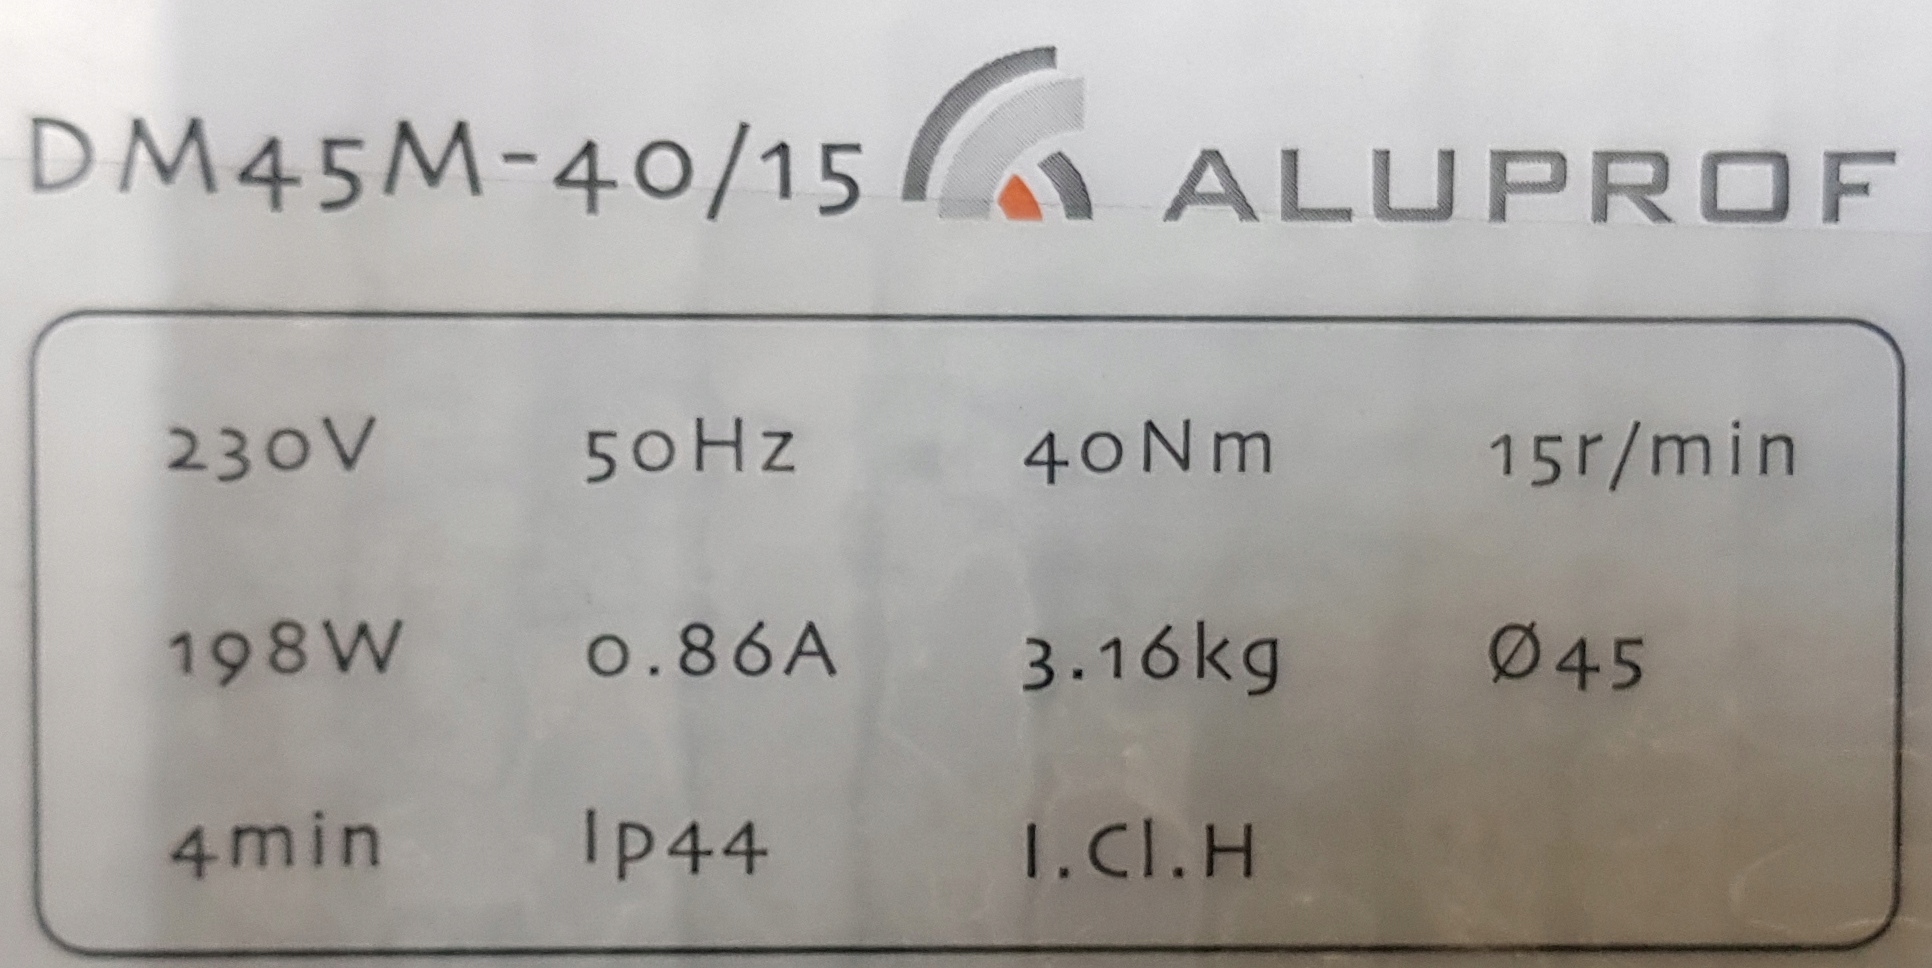 DM45M-40/15 ALUPROF
230V 50Hz 40Nm 15r/min
198W 0.86A 3.16kg Ø45
4min Ip44 I.Cl.H